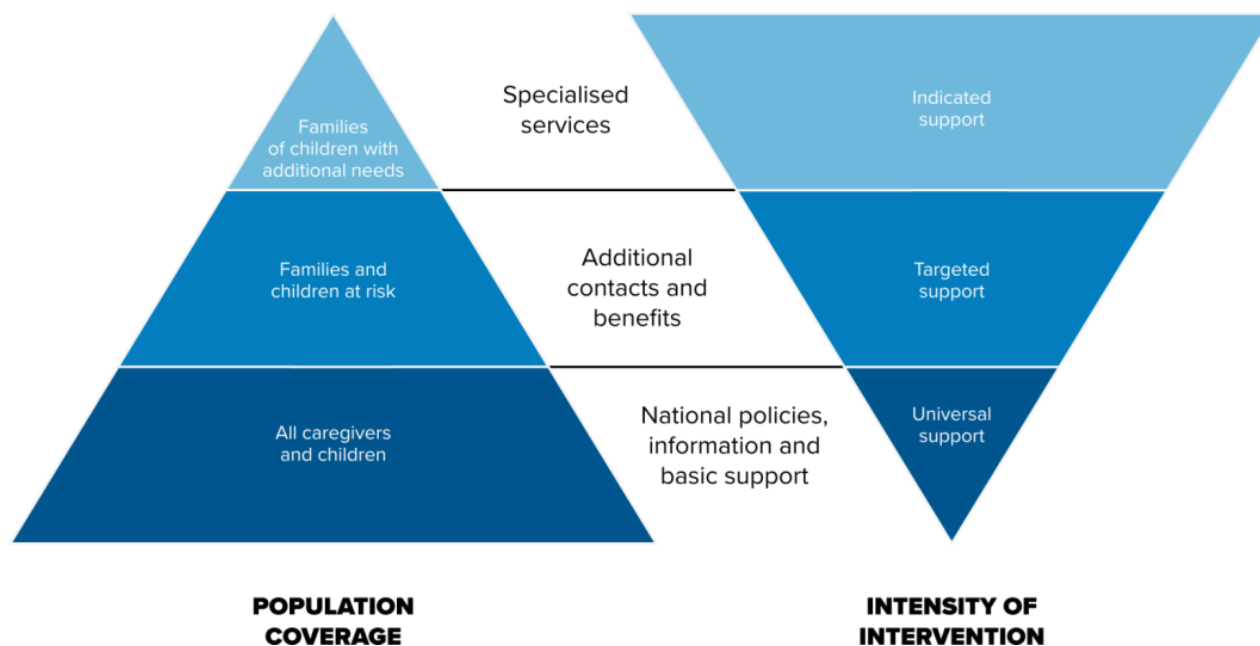 Specialised
services
Indicated
support
Families
of children with
additional needs
Additional
contacts and
benefits
Families and
children at risk
Targeted
support
National policies,
information and
basic support
Universal
support
All caregivers
and children
POPULATION
COVERAGE
INTENSITY OF
INTERVENTION